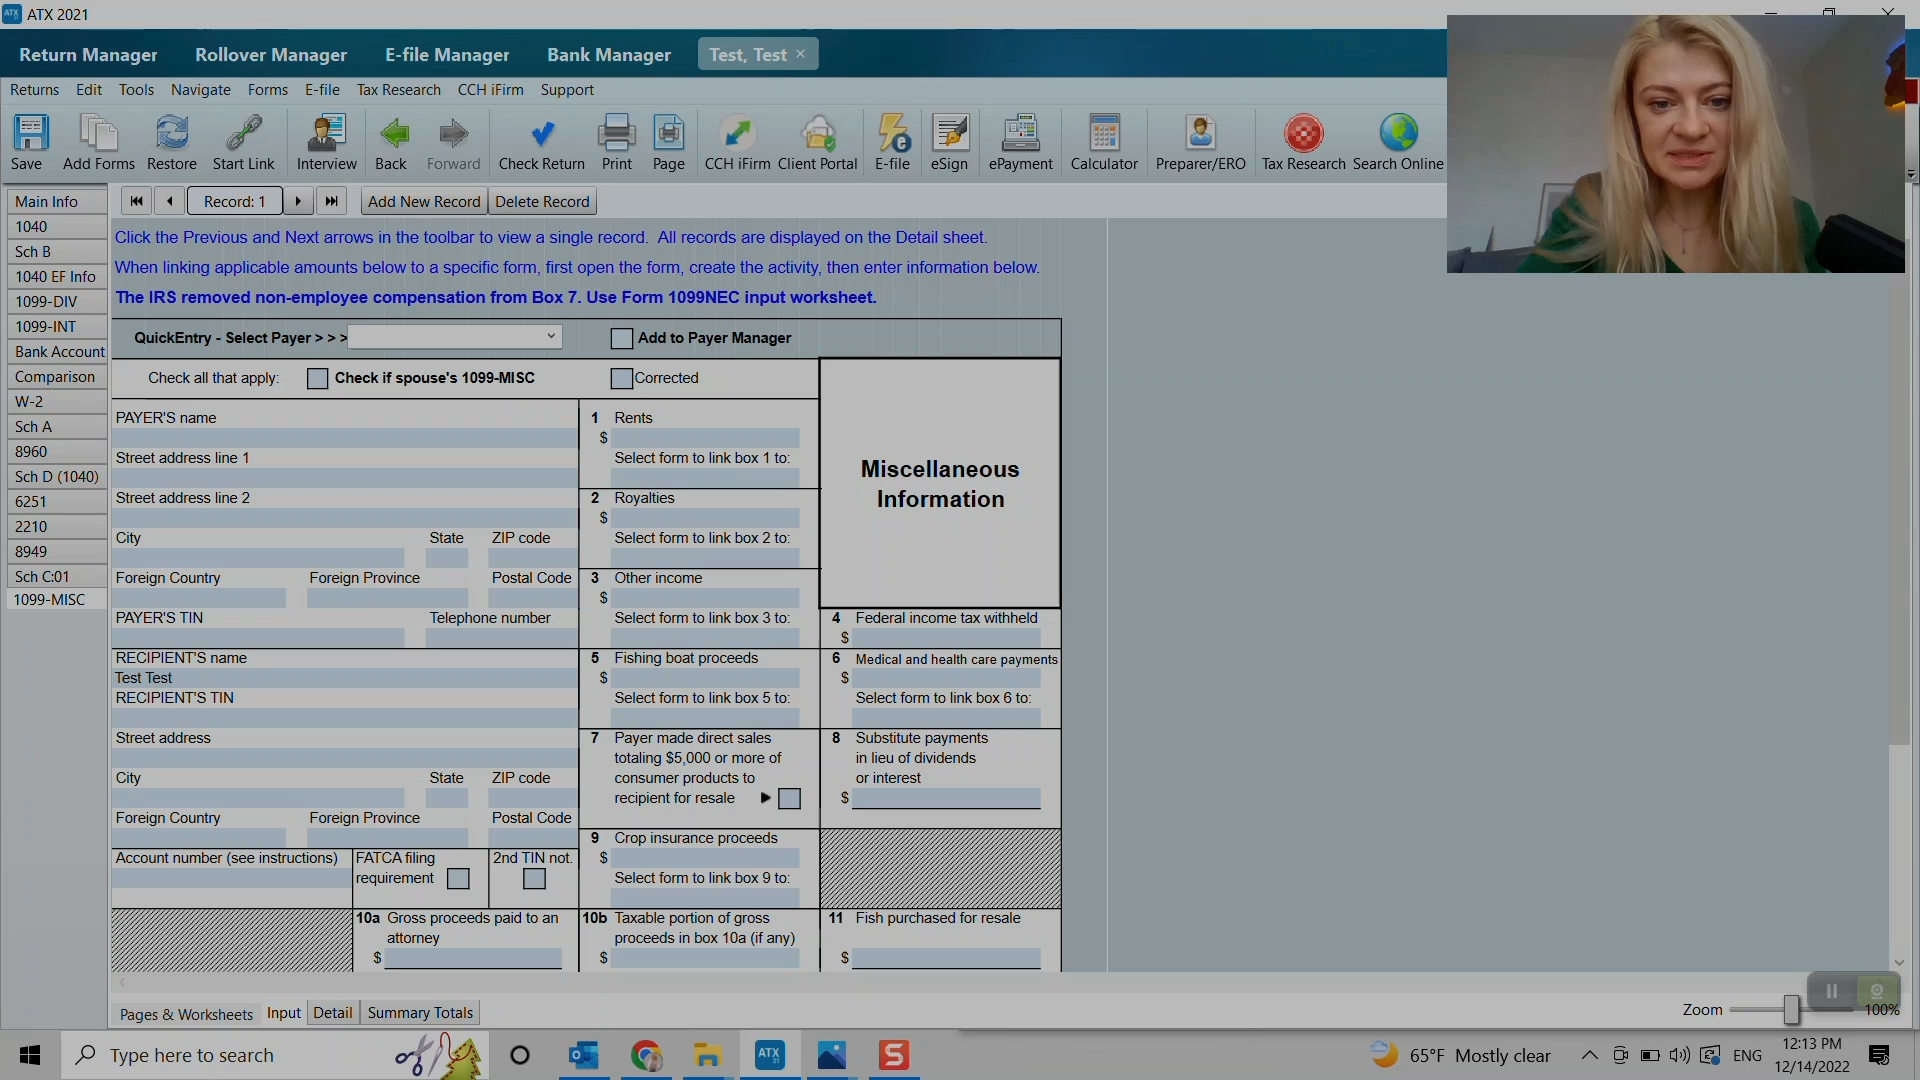 ATX 2021
Return Manager Rollover Manager E-file Manager Bank Manager Test, Test ×
Returns Edit Tools Navigate Forms E-file Tax Research CCH iFirm Support
Save Add Forms Restore Start Link Interview Back Forward Check Return Print Page CCH iFirm Client Portal E-file eSign ePayment Calculator Preparer/ERO Tax Research Search Online
Main Info
1040
Sch B
1040 EF Info
1099-DIV
1099-INT
Bank Account
Comparison
W-2
Sch A
8960
Sch D (1040)
6251
2210
8949
Sch C:01
1099-MISC
Record: 1 Add New Record Delete Record
Click the Previous and Next arrows in the toolbar to view a single record. All records are displayed on the Detail sheet.
When linking applicable amounts below to a specific form, first open the form, create the activity, then enter information below.
The IRS removed non-employee compensation from Box 7. Use Form 1099NEC input worksheet.
QuickEntry - Select Payer > > > Add to Payer Manager
Check all that apply: Check if spouse's 1099-MISC Corrected
PAYER'S name
Street address line 1
Street address line 2
City State ZIP code
Foreign Country Foreign Province Postal Code
PAYER'S TIN Telephone number
RECIPIENT'S name
Test Test
RECIPIENT'S TIN
Street address
City State ZIP code
Foreign Country Foreign Province Postal Code
Account number (see instructions) FATCA filing requirement 2nd TIN not.
1 Rents
$
Select form to link box 1 to:
2 Royalties
$
Select form to link box 2 to:
3 Other income
$
Select form to link box 3 to:
Miscellaneous
Information
4 Federal income tax withheld
$
5 Fishing boat proceeds
$
Select form to link box 5 to:
6 Medical and health care payments
$
Select form to link box 6 to:
7 Payer made direct sales
totaling $5,000 or more of
consumer products to
recipient for resale ►
8 Substitute payments
in lieu of dividends
or interest
$
9 Crop insurance proceeds
$
Select form to link box 9 to:
10a Gross proceeds paid to an
attorney
$
10b Taxable portion of gross
proceeds in box 10a (if any)
$
11 Fish purchased for resale
$
Pages & Worksheets Input Detail Summary Totals
Zoom 100%
Type here to search
ATX
21
S
65°F Mostly clear
ENG
12:13 PM
12/14/2022